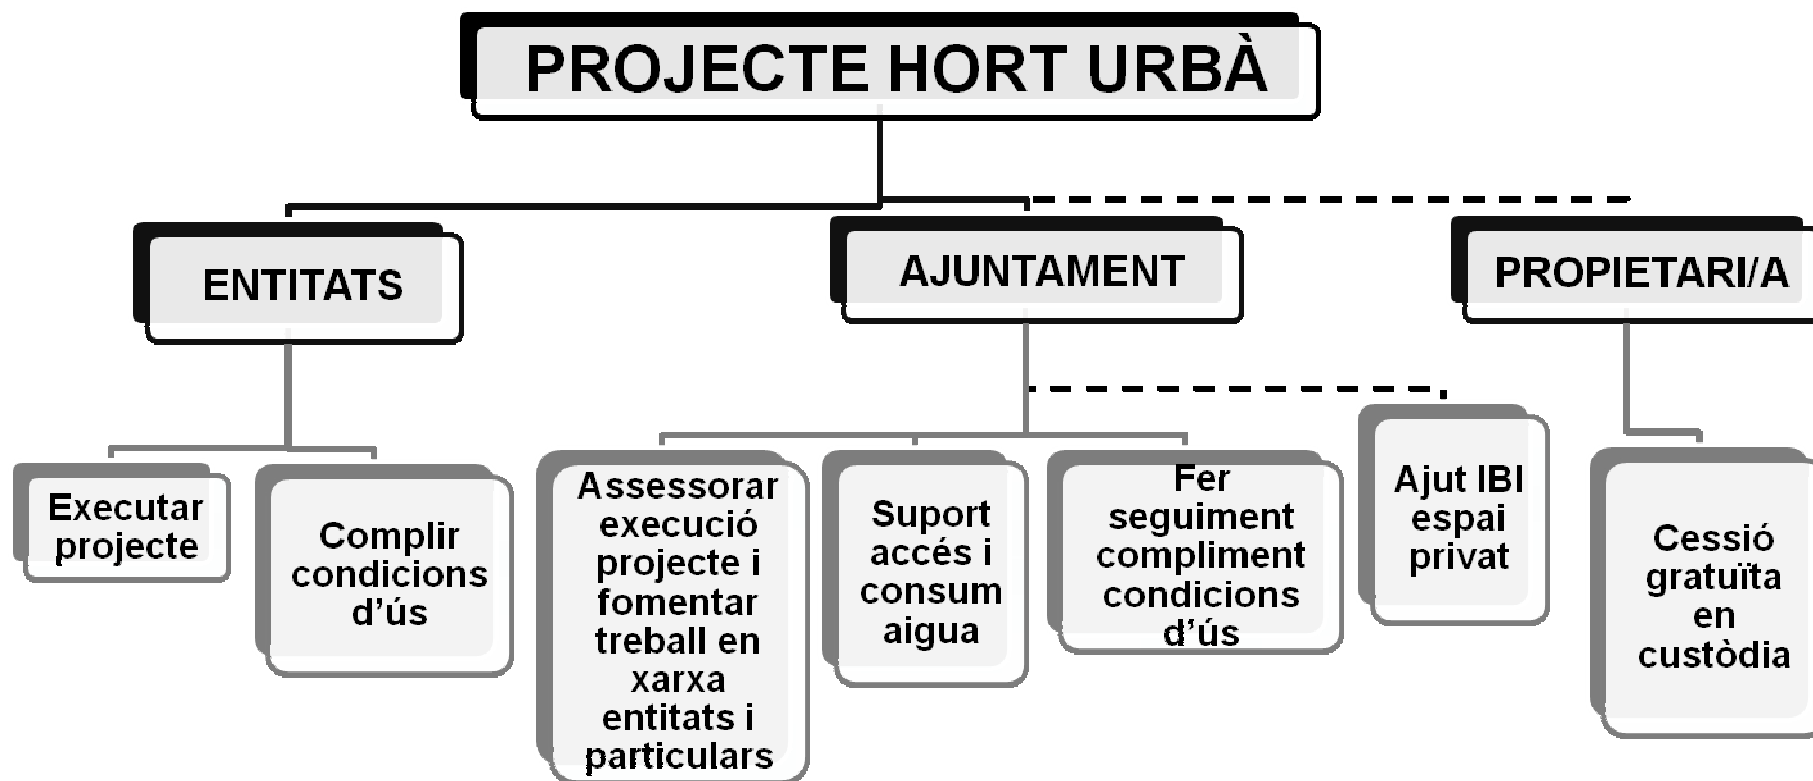 PROJECTE HORT URBÀ
ENTITATS
AJUNTAMENT
PROPIETARI/A
Executar
projecte
Complir
condicions
d’ús
Assessorar
execució
projecte i
fomentar
treball en
xarxa
entitats i
particulars
Suport
accés i
consum
aigua
Fer
seguiment
compliment
condicions
d’ús
Ajut IBI
espai
privat
Cessió
gratuïta
en
custòdia